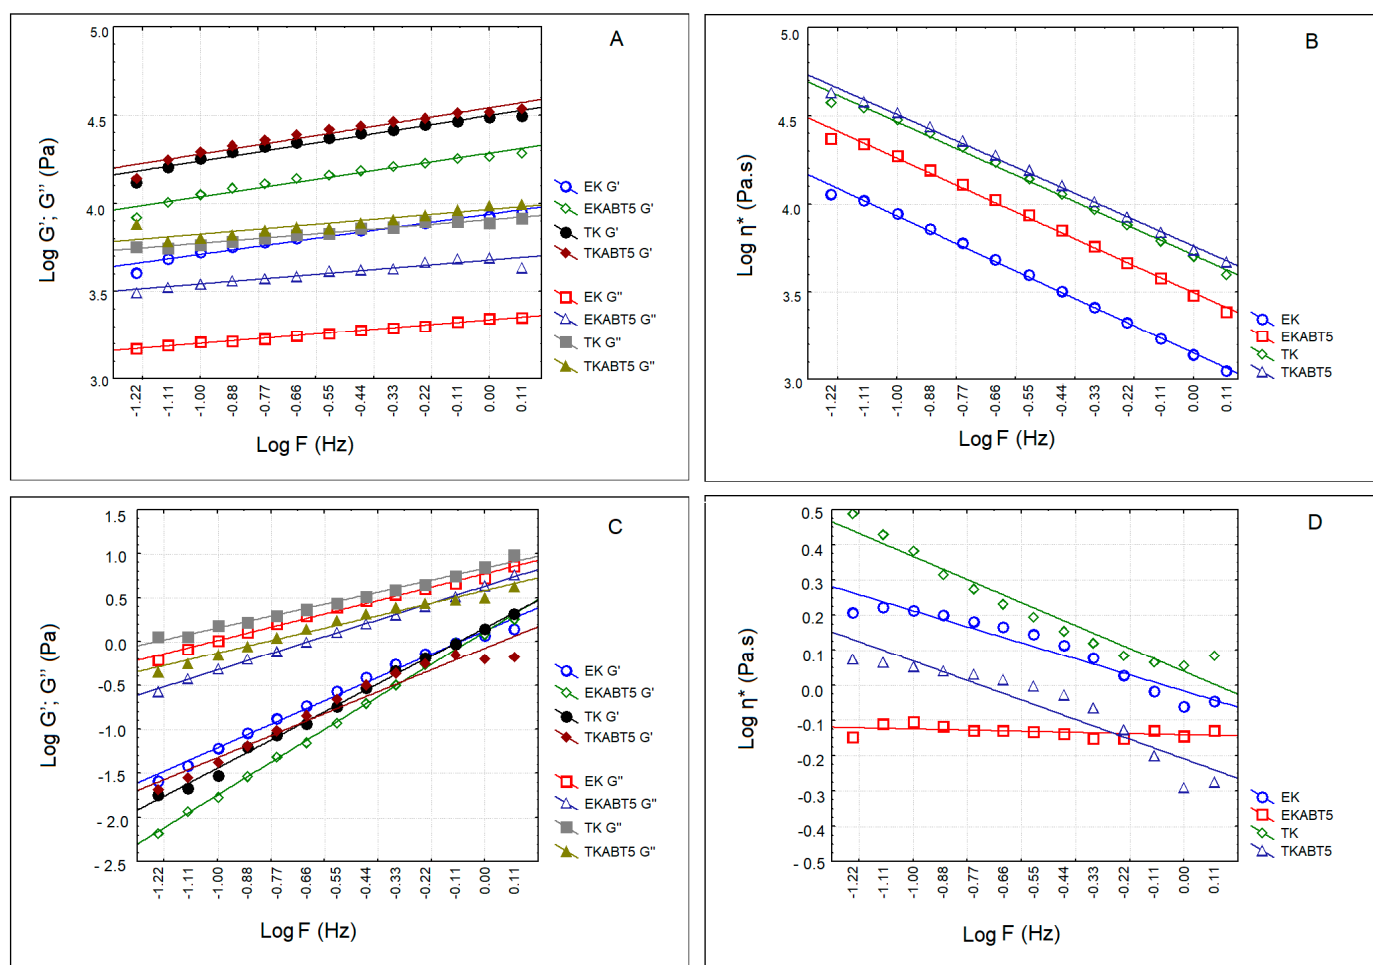 A
5.0
4.5
4.0
3.5
3.0
Log G'; G'' (Pa)
-1.22 -1.11 -1.00 -0.88 -0.77 -0.66 -0.55 -0.44 -0.33 -0.22 -0.11 0.00 0.11
Log F (Hz)
EK G'
EKABT5 G'
TK G'
TKABT5 G'
EK G''
EKABT5 G''
TK G''
TKABT5 G''
B
5.0
4.5
4.0
3.5
3.0
Log η* (Pa.s)
-1.22 -1.11 -1.00 -0.88 -0.77 -0.66 -0.55 -0.44 -0.33 -0.22 -0.11 0.00 0.11
Log F (Hz)
EK
EKABT5
TK
TKABT5
C
1.5
1.0
0.5
0.0
-0.5
-1.0
-1.5
-2.0
-2.5
Log G'; G'' (Pa)
-1.22 -1.11 -1.00 -0.88 -0.77 -0.66 -0.55 -0.44 -0.33 -0.22 -0.11 0.00 0.11
Log F (Hz)
EK G'
EKABT5 G'
TK G'
TKABT5 G'
EK G''
EKABT5 G''
TK G''
TKABT5 G''
D
0.5
0.4
0.3
0.2
0.1
0.0
-0.1
-0.2
-0.3
-0.4
-0.5
Log η* (Pa.s)
-1.22 -1.11 -1.00 -0.88 -0.77 -0.66 -0.55 -0.44 -0.33 -0.22 -0.11 0.00 0.11
Log F (Hz)
EK
EKABT5
TK
TKABT5